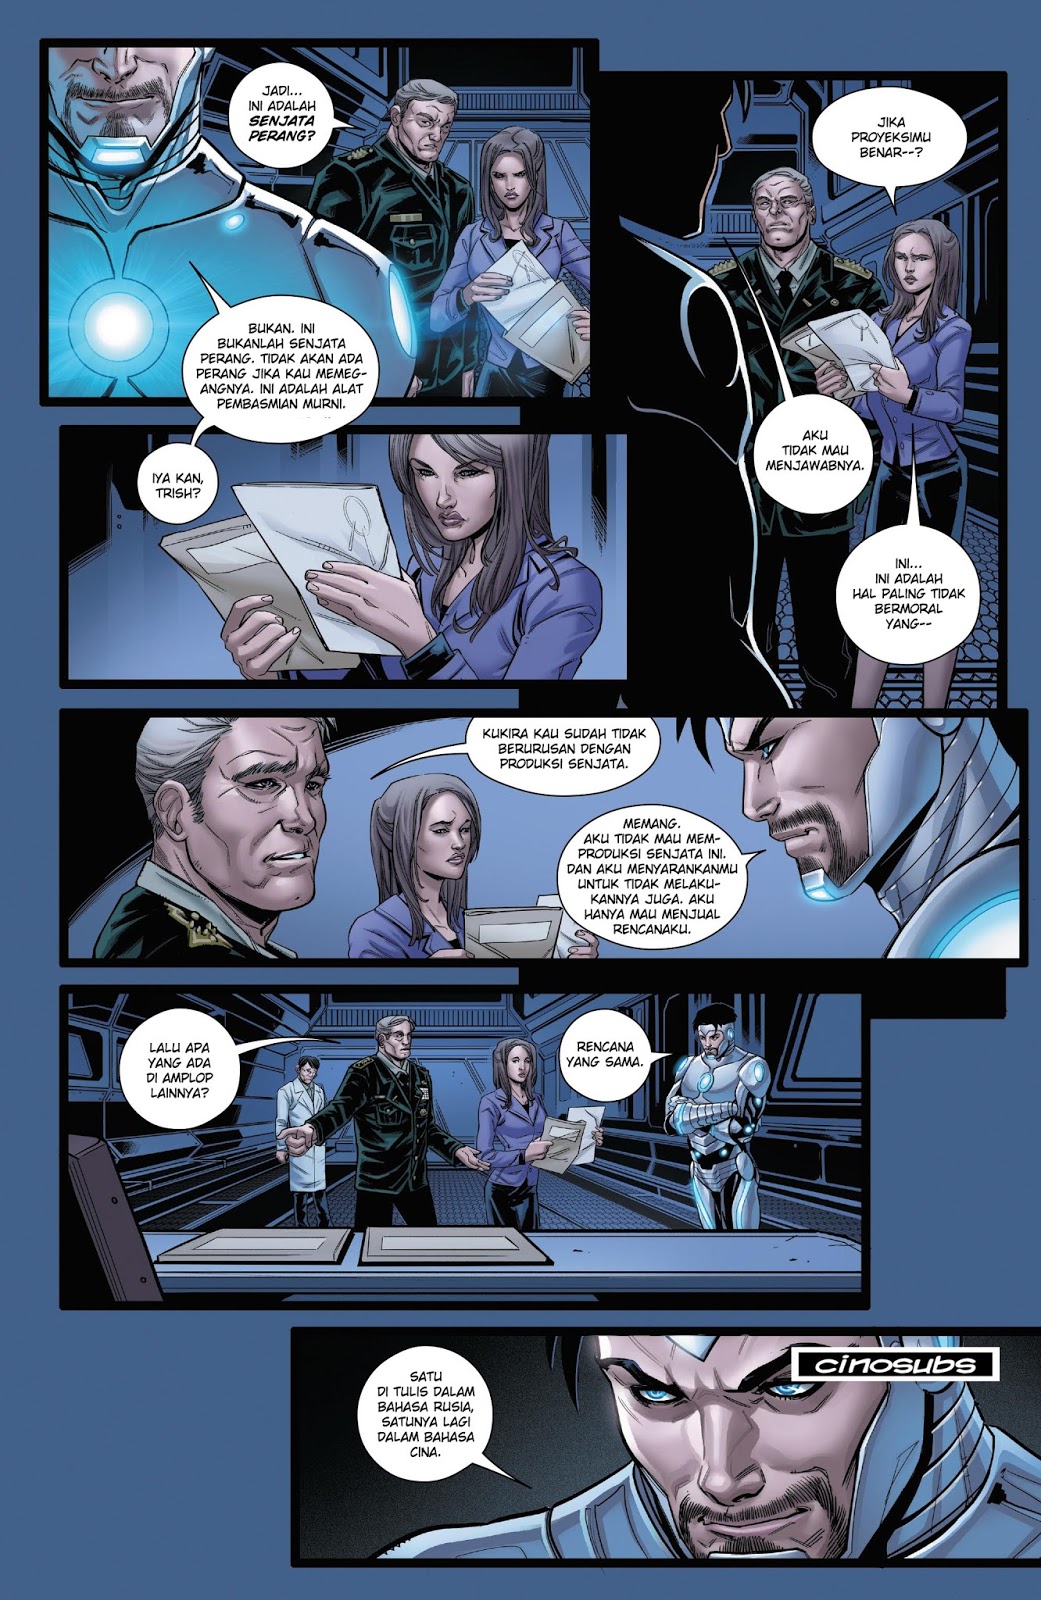 JADI...
INI ADALAH
SENJATA
PERANG?
BUKAN. INI
BUKANLAH SENJATA
PERANG. TIDAK AKAN ADA
PERANG JIKA KAU MEMEG-
ANGNYA. INI ADALAH ALAT
PEMBASMIAN MURNI.
IYA KAN,
TRISH?
JIKA
PROYEKSIMU
BENAR--?
AKU
TIDAK MAU
MENJAWABNYA.
INI...
INI ADALAH
HAL PALING TIDAK
BERMORAL
YANG--
KUKIRA KAU SUDAH TIDAK
BERURUSAN DENGAN
PRODUKSI SENJATA.
MEMANG.
AKU TIDAK MAU MEM-
PRODUKSI SENJATA INI.
DAN AKU MENYARANKANMU
UNTUK TIDAK MELAKU-
KANNYA JUGA. AKU
HANYA MAU MENJUAL
RENCANAKU.
LALU APA
YANG ADA
DI AMPLOP
LAINNYA?
RENCANA
YANG SAMA.
SATU
DI TULIS DALAM
BAHASA RUSIA,
SATUNYA LAGI
DALAM BAHASA
CINA.
cinosubs